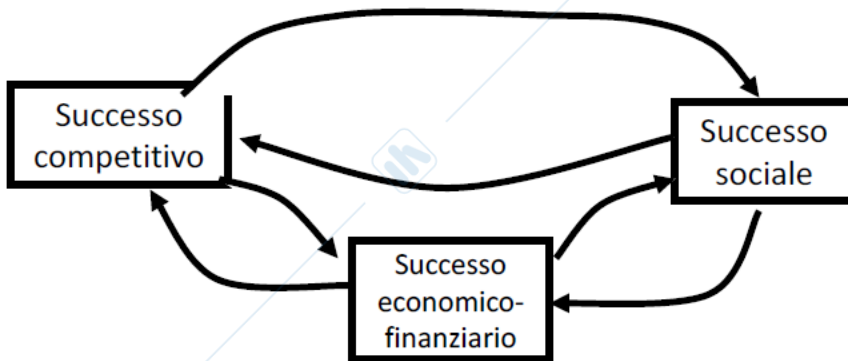 Successo
competitivo
Successo
sociale
Successo
economico-
finanziario